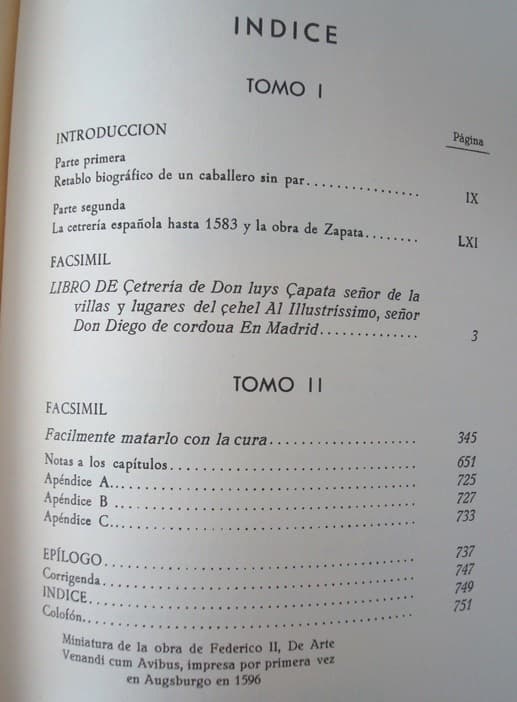 INDICE
TOMO I
INTRODUCCION
Página
Parte primera
Retablo biográfico de un caballero sin par................ IX
Parte segunda
La cetrería española hasta 1583 y la obra de Zapata........ LXI
FACSIMIL
LIBRO DE Çetrería de Don luys Çapata señor de la
villas y lugares del çehel Al Illustríssimo, señor
Don Diego de cordoua En Madrid.............. 3
TOMO II
FACSIMIL
Facilmente matarlo con la cura..................... 345
Notas a los capítulos................................... 651
Apéndice A............................................. 725
Apéndice B ............................................ 727
Apéndice C............................................. 733
EPÍLOGO ............................................... 737
Corrigenda............................................. 747
INDICE................................................. 749
Colofón................................................ 751
Miniatura de la obra de Federico II, De Arte
Venandi cum Avibus, impresa por primera vez
en Augsburgo en 1596